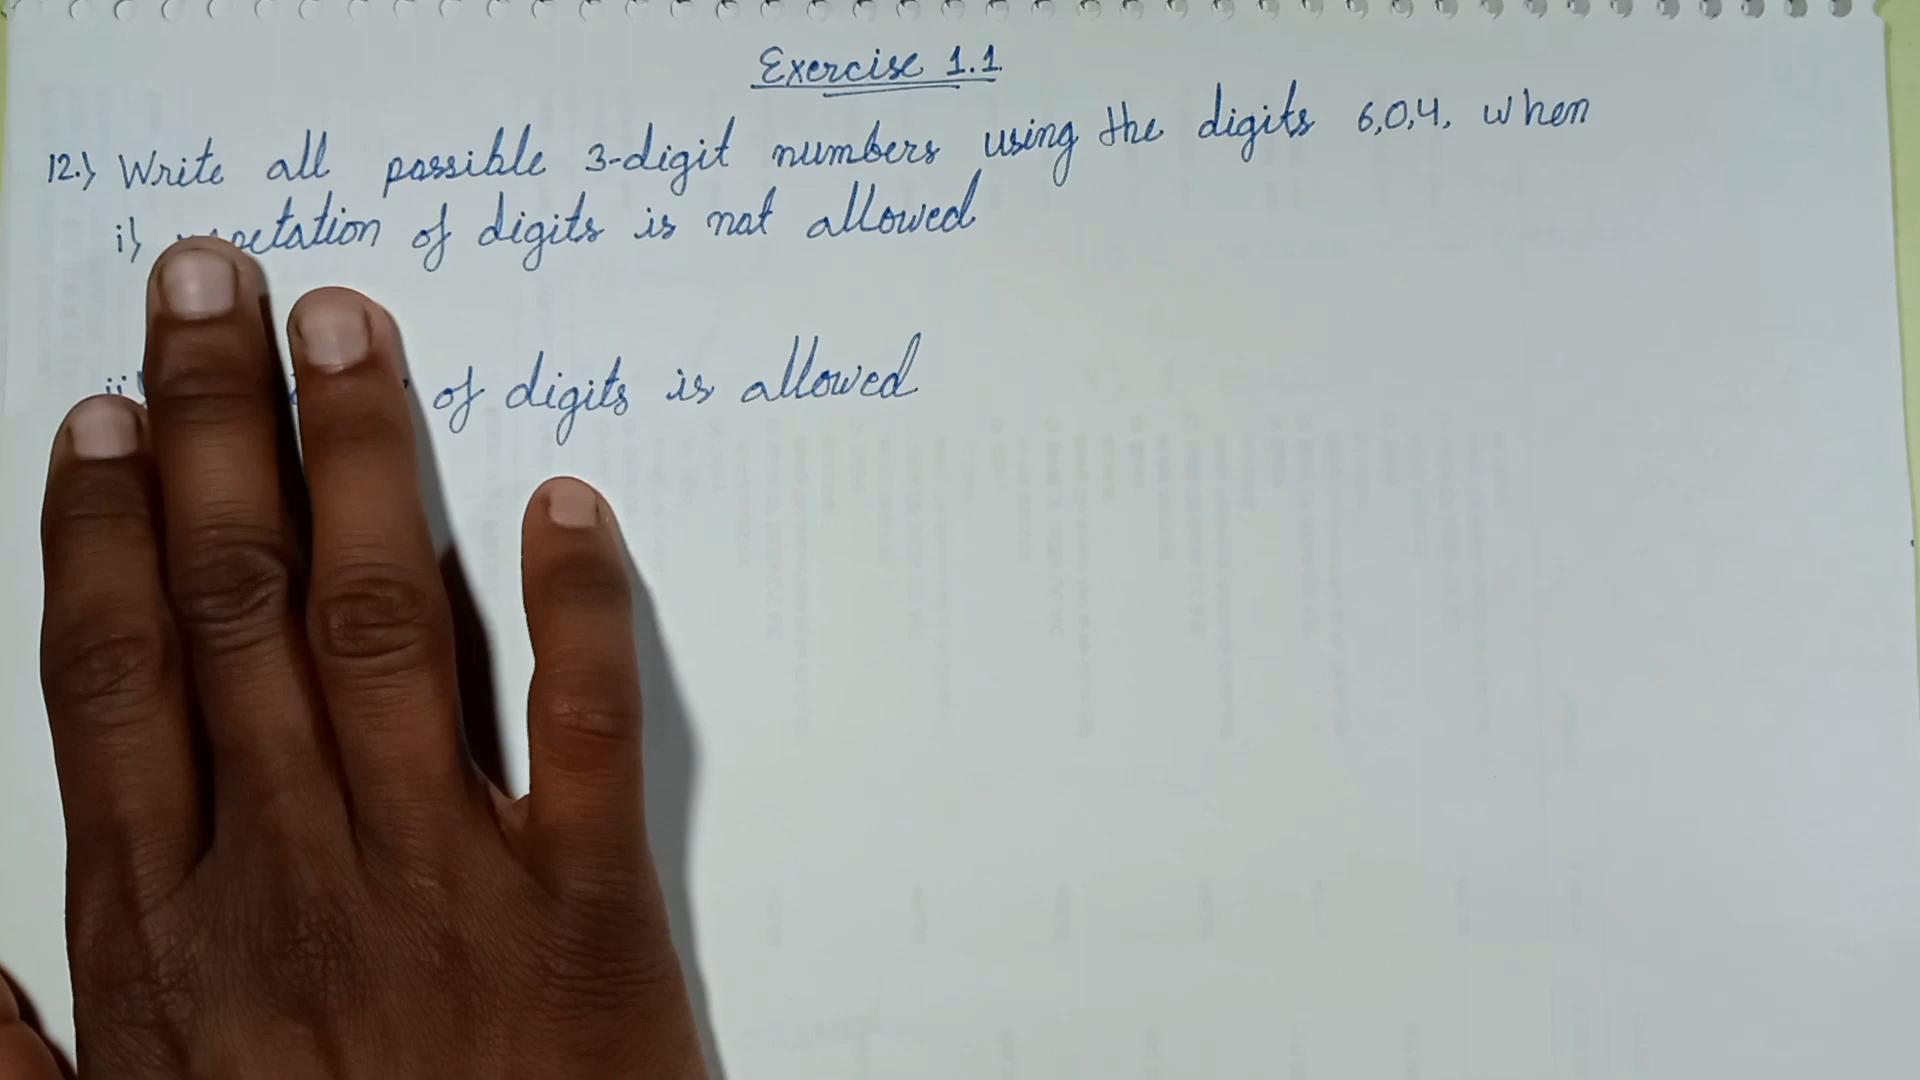 Exercise 1.1
12.) Write all possible 3-digit numbers using the digits 6,0,4, when
i) of digits is not allowed
of digits is allowed